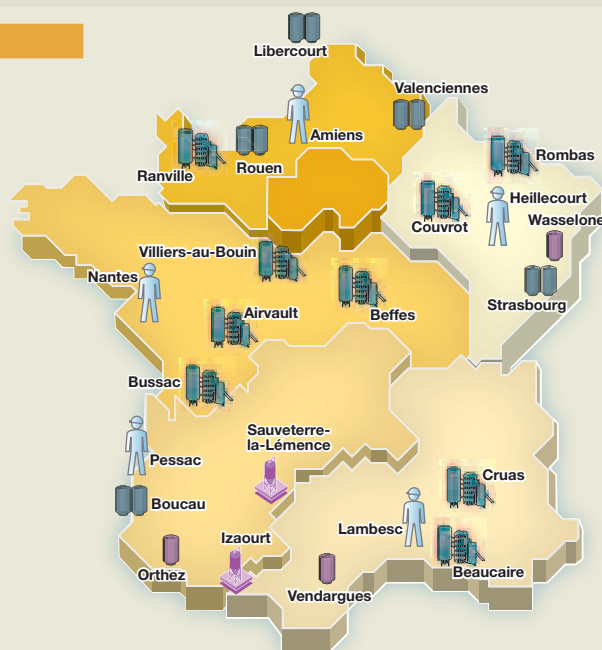 Libercourt
Valenciennes
Amiens
Rouen
Ranville
Rombas
Heillecourt
Couvrot
Wasselone
Villiers-au-Bouin
Nantes
Strasbourg
Airvault
Beffes
Bussac
Sauveterre-
la-Lémence
Pessac
Cruas
Boucau
Lambesc
Izaourt
Orthez
Beaucaire
Vendargues